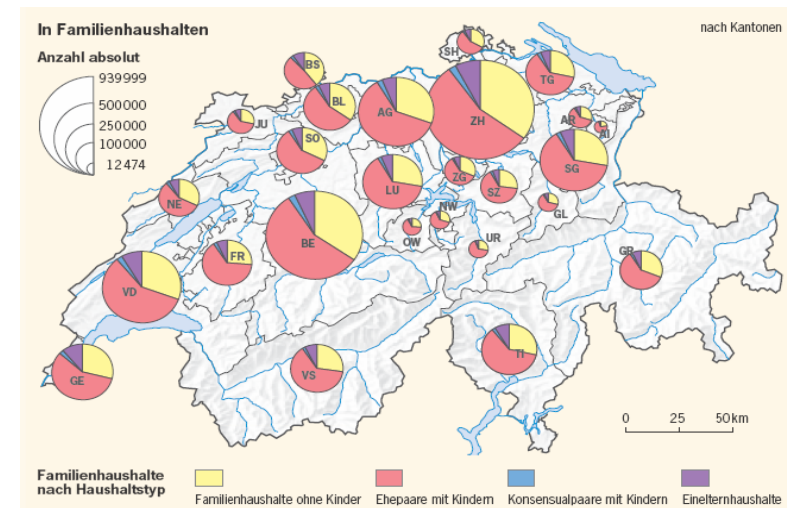 In Familienhaushalten
nach Kantonen
Anzahl absolut
939999
500000
250000
100000
12474
SH
BS
TG
BL
AG
ZH
AR
AI
JU
SO
SG
LU
ZG
SZ
NE
NW
GL
BE
OW
UR
FR
GR
VD
TI
VS
GE
0 25 50km
Familienhaushalte
nach Haushaltstyp
Familienhaushalte ohne Kinder
Ehepaare mit Kindern
Konsensualpaare mit Kindern
Einelternhaushalte